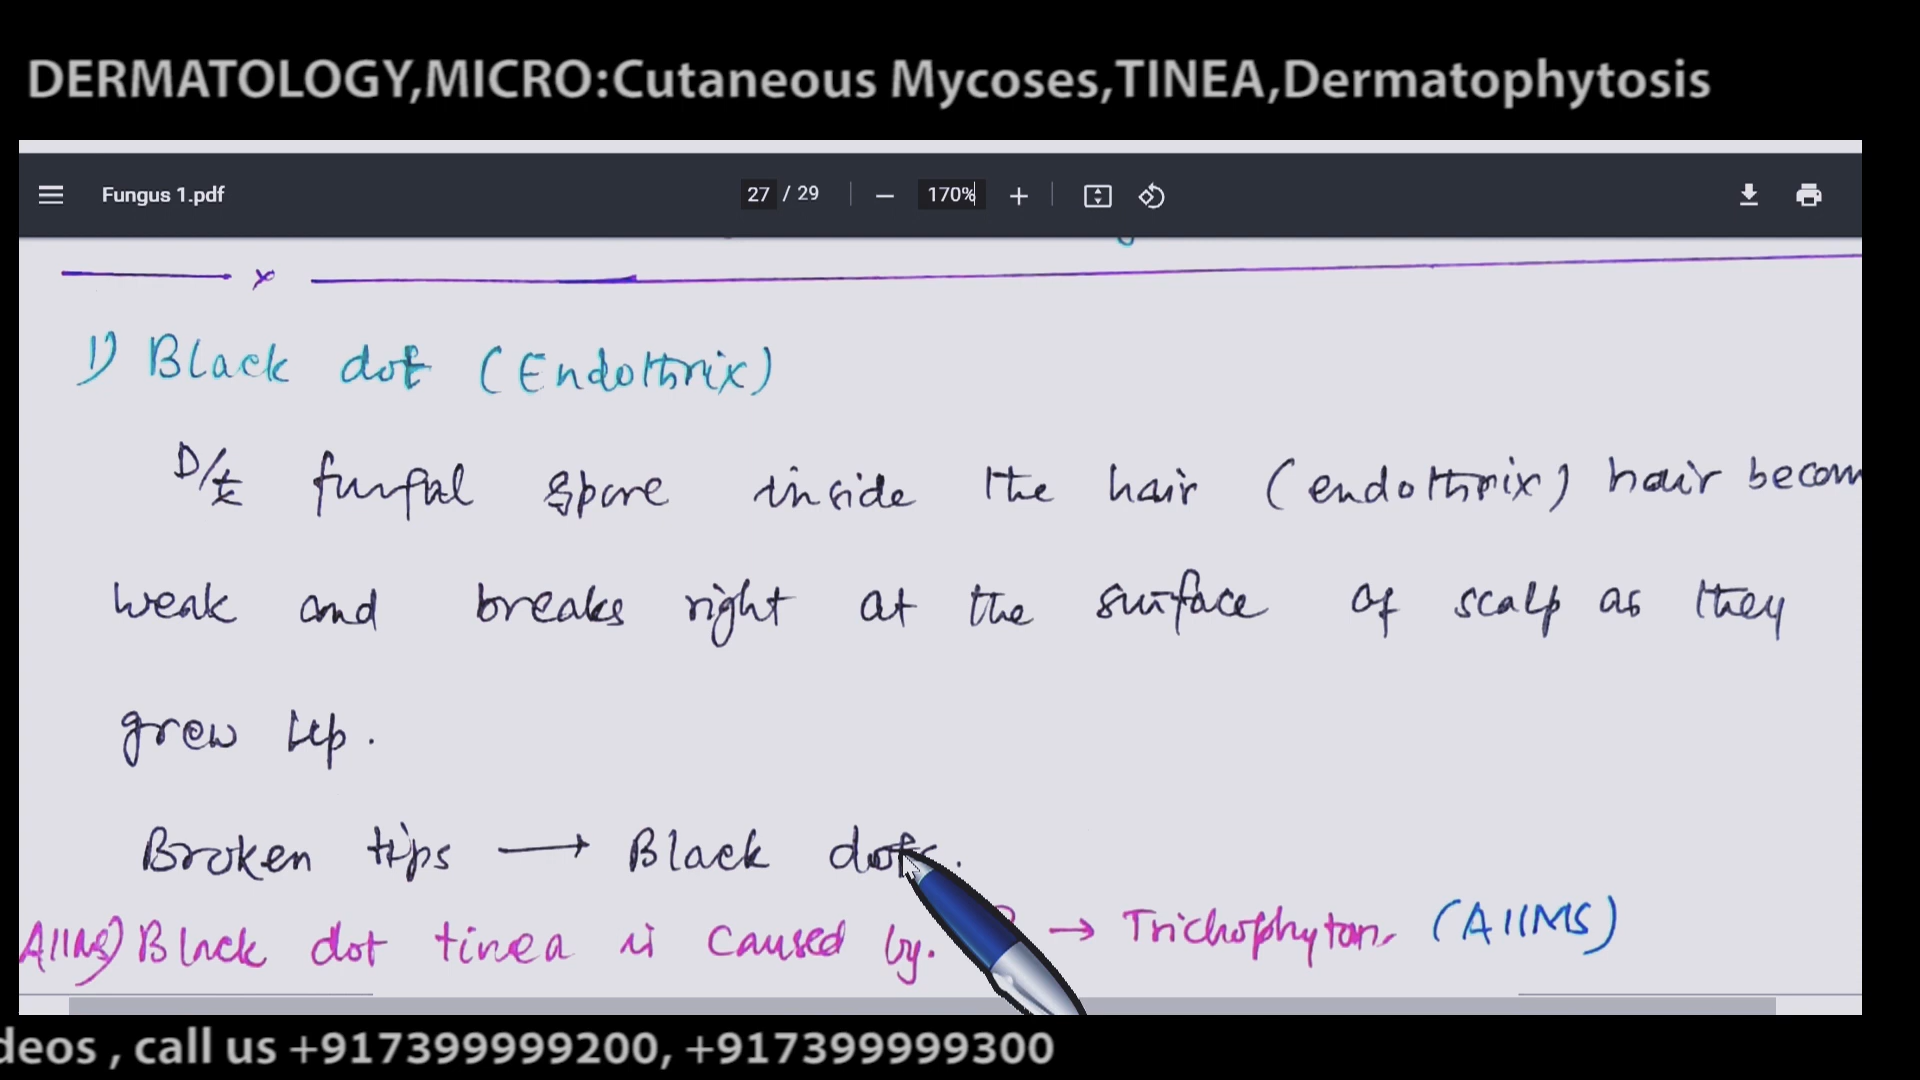 DERMATOLOGY,MICRO:Cutaneous Mycoses,TINEA,Dermatophytosis
Fungus 1.pdf
27 / 29
170%
x
1) Black dot (Endothrix)
D/t fungal spore inside the hair (endothrix) hair becom
weak and breaks right at the surface of scalp as they
grew up.
Broken tips → Black dots.
AIIMS) Black dot tinea is caused by. ? → Trichophyton. (AIIMS)
deos , call us +917399999200, +917399999300